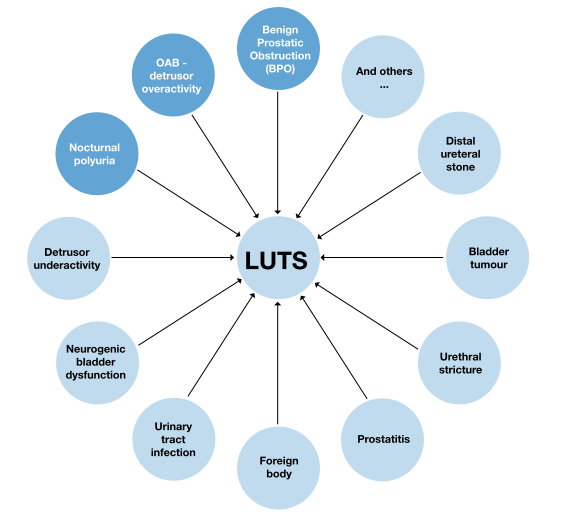 Benign
Prostatic
Obstruction
(BPO)
And others
...
Distal
ureteral
stone
Bladder
tumour
Urethral
stricture
Prostatitis
Foreign
body
Urinary
tract
infection
Neurogenic
bladder
dysfunction
Detrusor
underactivity
Nocturnal
polyuria
OAB -
detrusor
overactivity
LUTS